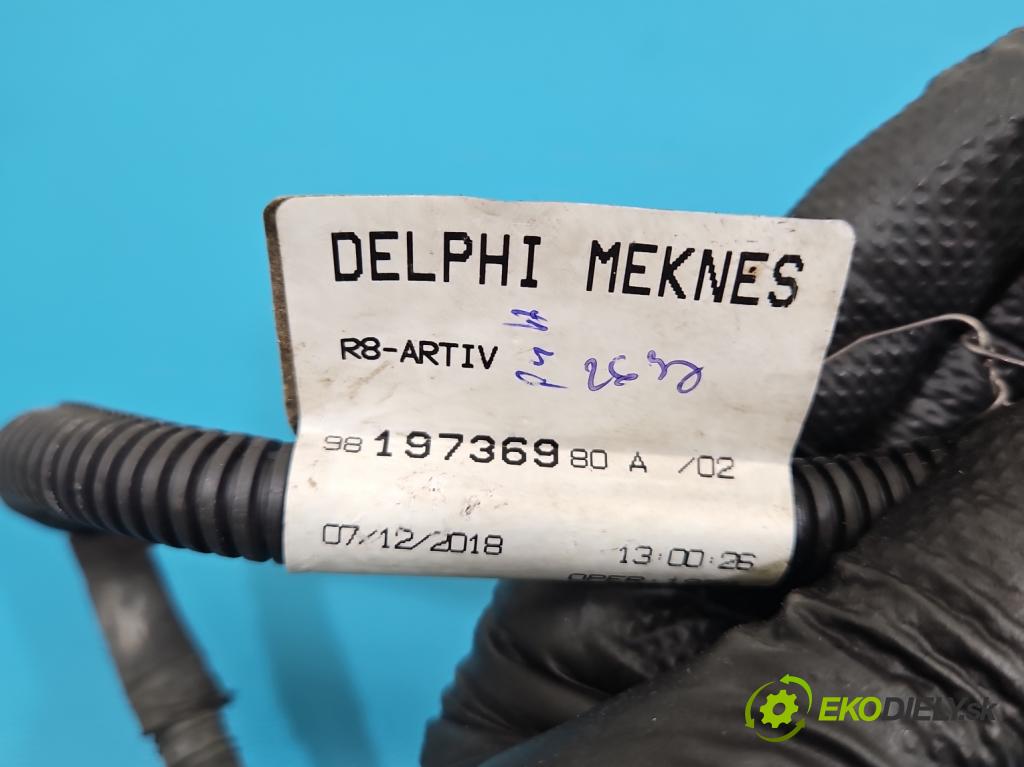 DELPHI MEKNES
R8-ARTIV
98 197369 80 A /02
07/12/2018 13:00:26
EKODIELY.sk